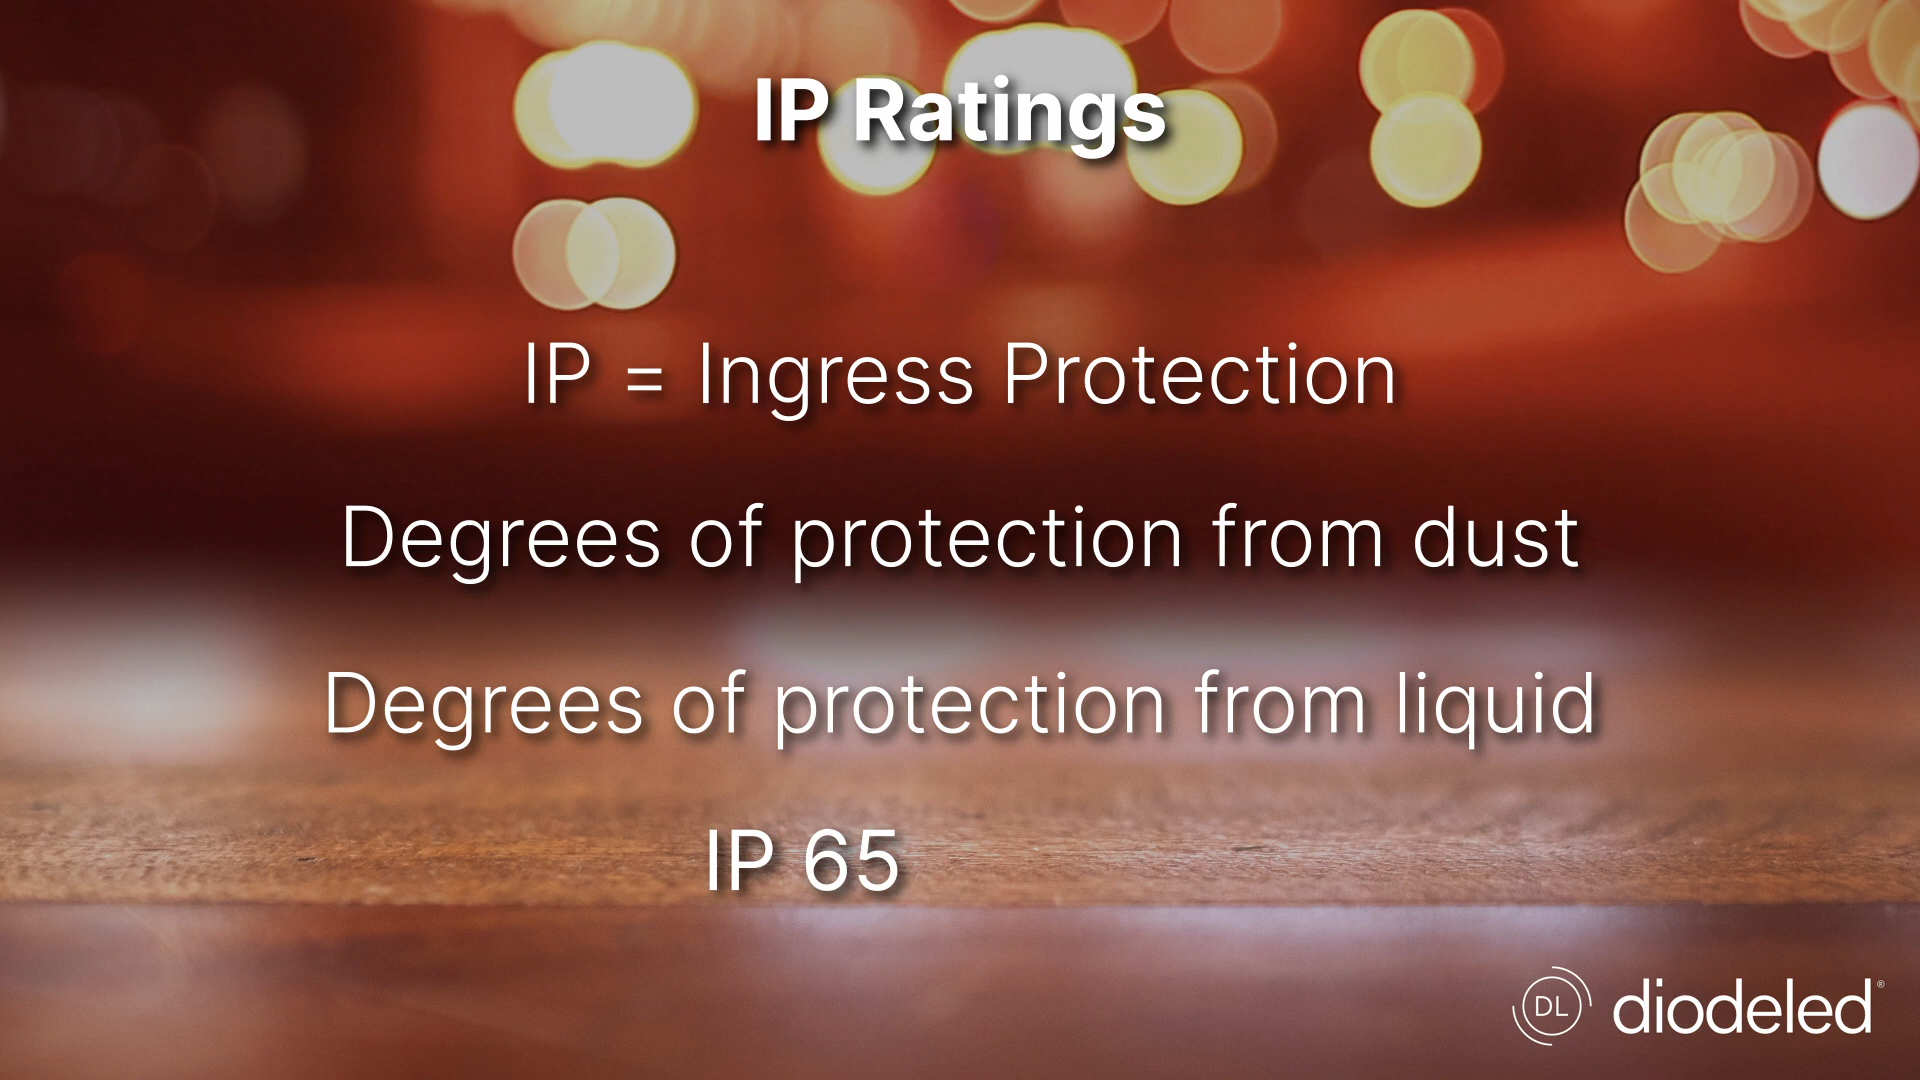 IP Ratings
IP = Ingress Protection
Degrees of protection from dust
Degrees of protection from liquid
IP 65
DL diodeled®